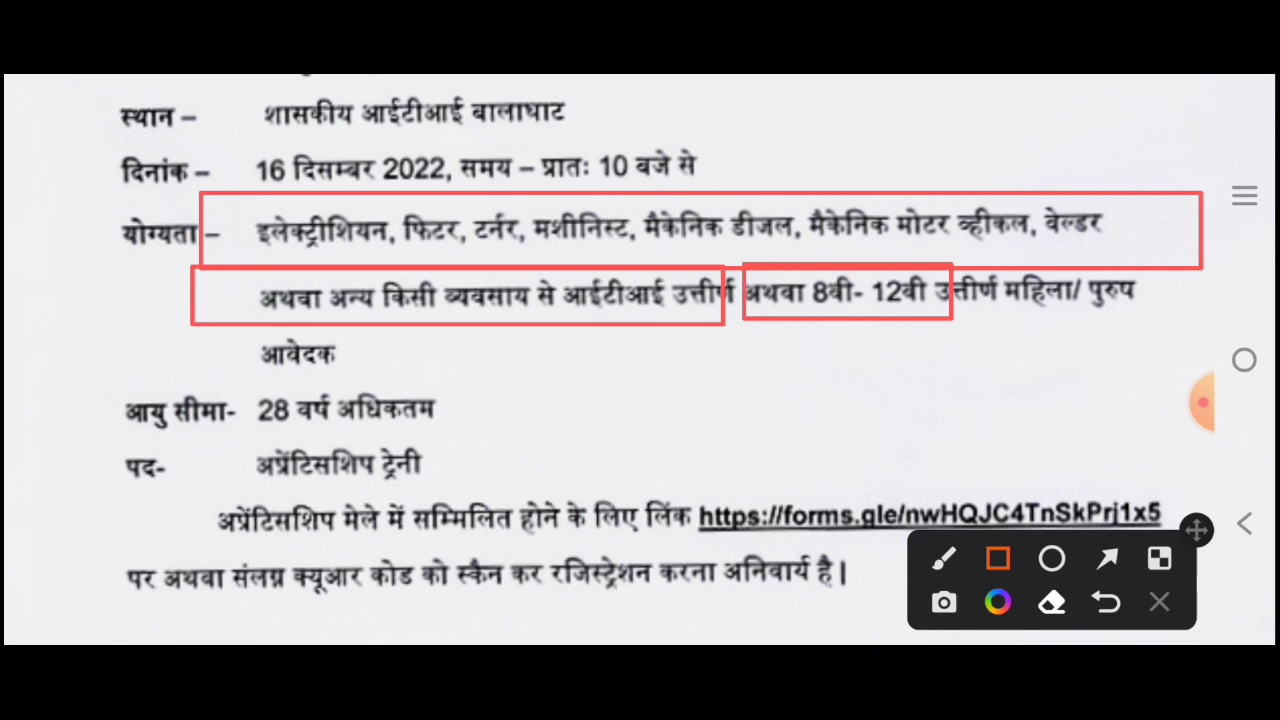 स्थान – शासकीय आईटीआई बालाघाट
दिनांक – 16 दिसम्बर 2022, समय – प्रातः 10 बजे से
योग्यता – इलेक्ट्रीशियन, फिटर, टर्नर, मशीनिस्ट, मैकेनिक डीजल, मैकेनिक मोटर व्हीकल, वेल्डर
अथवा अन्य किसी व्यवसाय से आईटीआई उत्तीर्ण अथवा 8वी- 12वी उत्तीर्ण महिला/ पुरुष
आवेदक
आयु सीमा- 28 वर्ष अधिकतम
पद- अप्रेंटिसशिप ट्रेनी
अप्रेंटिसशिप मेले में सम्मिलित होने के लिए लिंक https://forms.gle/nwHQJC4TnSkPrj1x5
पर अथवा संलग्न क्यूआर कोड को स्कैन कर रजिस्ट्रेशन करना अनिवार्य है |